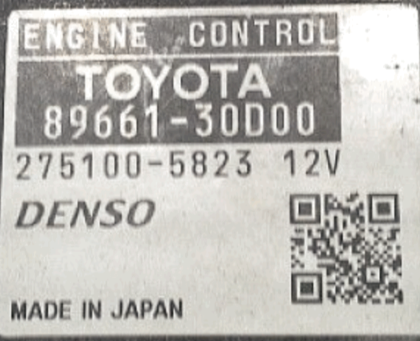 ENGINE CONTROL
TOYOTA
89661-30D00
275100-5823 12V
DENSO
MADE IN JAPAN